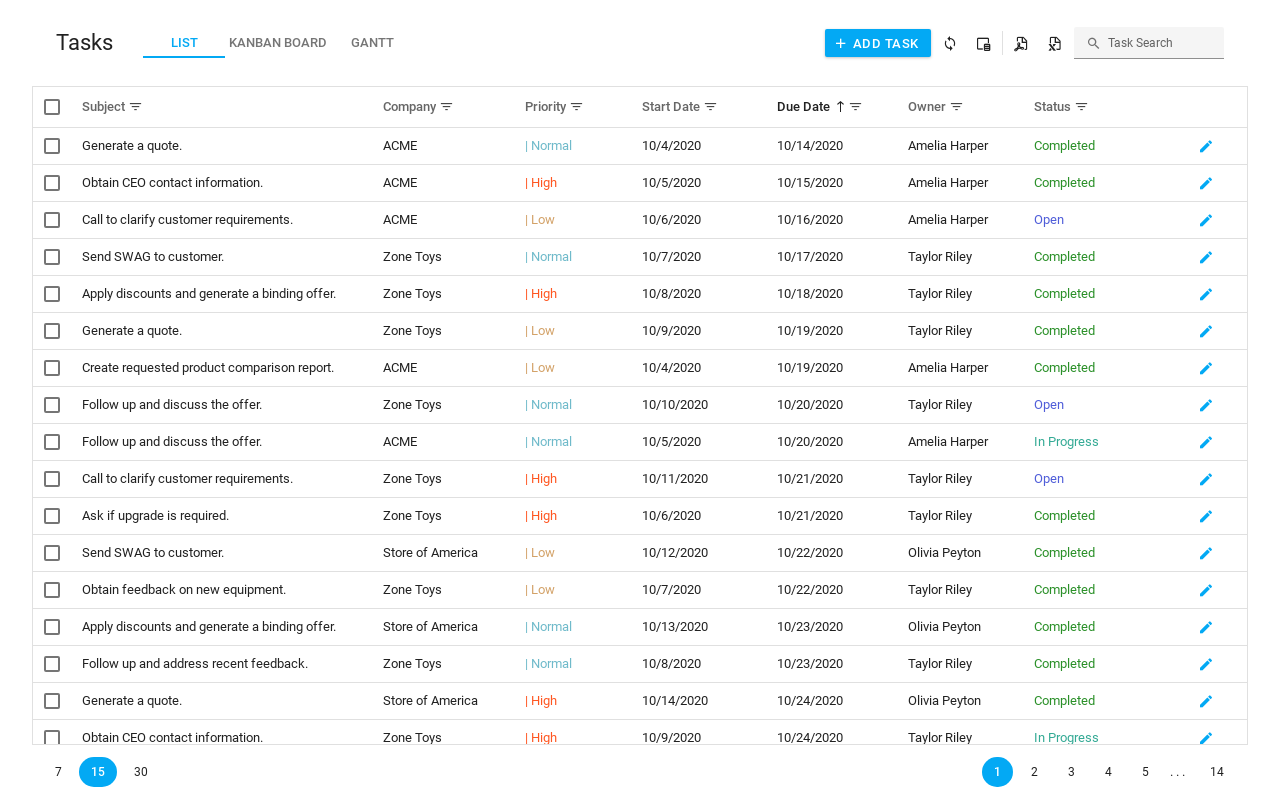 Tasks LIST KANBAN BOARD GANTT ADD TASK Task Search
Subject Company Priority Start Date Due Date Owner Status
Generate a quote. ACME | Normal 10/4/2020 10/14/2020 Amelia Harper Completed
Obtain CEO contact information. ACME | High 10/5/2020 10/15/2020 Amelia Harper Completed
Call to clarify customer requirements. ACME | Low 10/6/2020 10/16/2020 Amelia Harper Open
Send SWAG to customer. Zone Toys | Normal 10/7/2020 10/17/2020 Taylor Riley Completed
Apply discounts and generate a binding offer. Zone Toys | High 10/8/2020 10/18/2020 Taylor Riley Completed
Generate a quote. Zone Toys | Low 10/9/2020 10/19/2020 Taylor Riley Completed
Create requested product comparison report. ACME | Low 10/4/2020 10/19/2020 Amelia Harper Completed
Follow up and discuss the offer. Zone Toys | Normal 10/10/2020 10/20/2020 Taylor Riley Open
Follow up and discuss the offer. ACME | Normal 10/5/2020 10/20/2020 Amelia Harper In Progress
Call to clarify customer requirements. Zone Toys | High 10/11/2020 10/21/2020 Taylor Riley Open
Ask if upgrade is required. Zone Toys | High 10/6/2020 10/21/2020 Taylor Riley Completed
Send SWAG to customer. Store of America | Low 10/12/2020 10/22/2020 Olivia Peyton Completed
Obtain feedback on new equipment. Zone Toys | Low 10/7/2020 10/22/2020 Taylor Riley Completed
Apply discounts and generate a binding offer. Store of America | Normal 10/13/2020 10/23/2020 Olivia Peyton Completed
Follow up and address recent feedback. Zone Toys | Normal 10/8/2020 10/23/2020 Taylor Riley Completed
Generate a quote. Store of America | High 10/14/2020 10/24/2020 Olivia Peyton Completed
Obtain CEO contact information. Zone Toys | High 10/9/2020 10/24/2020 Taylor Riley In Progress
7 15 30 1 2 3 4 5 . . . 14